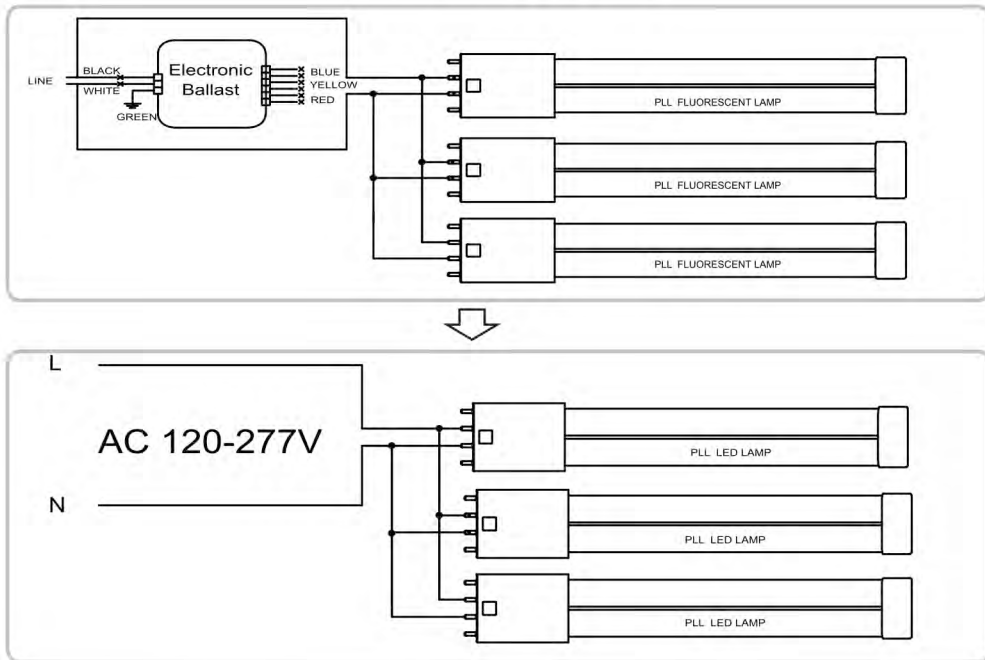 BLACK
LiNE
WHITE
GREEN
Electronic
Ballast
BLUE
YELLOW
RED
PLL FLUORESCENT LAMP
PLL FLUORESCENT LAMP
PLL FLUORESCENT LAMP
L
AC 120-277V
N
PLL LED LAMP
PLL LED LAMP
PLL LED LAMP